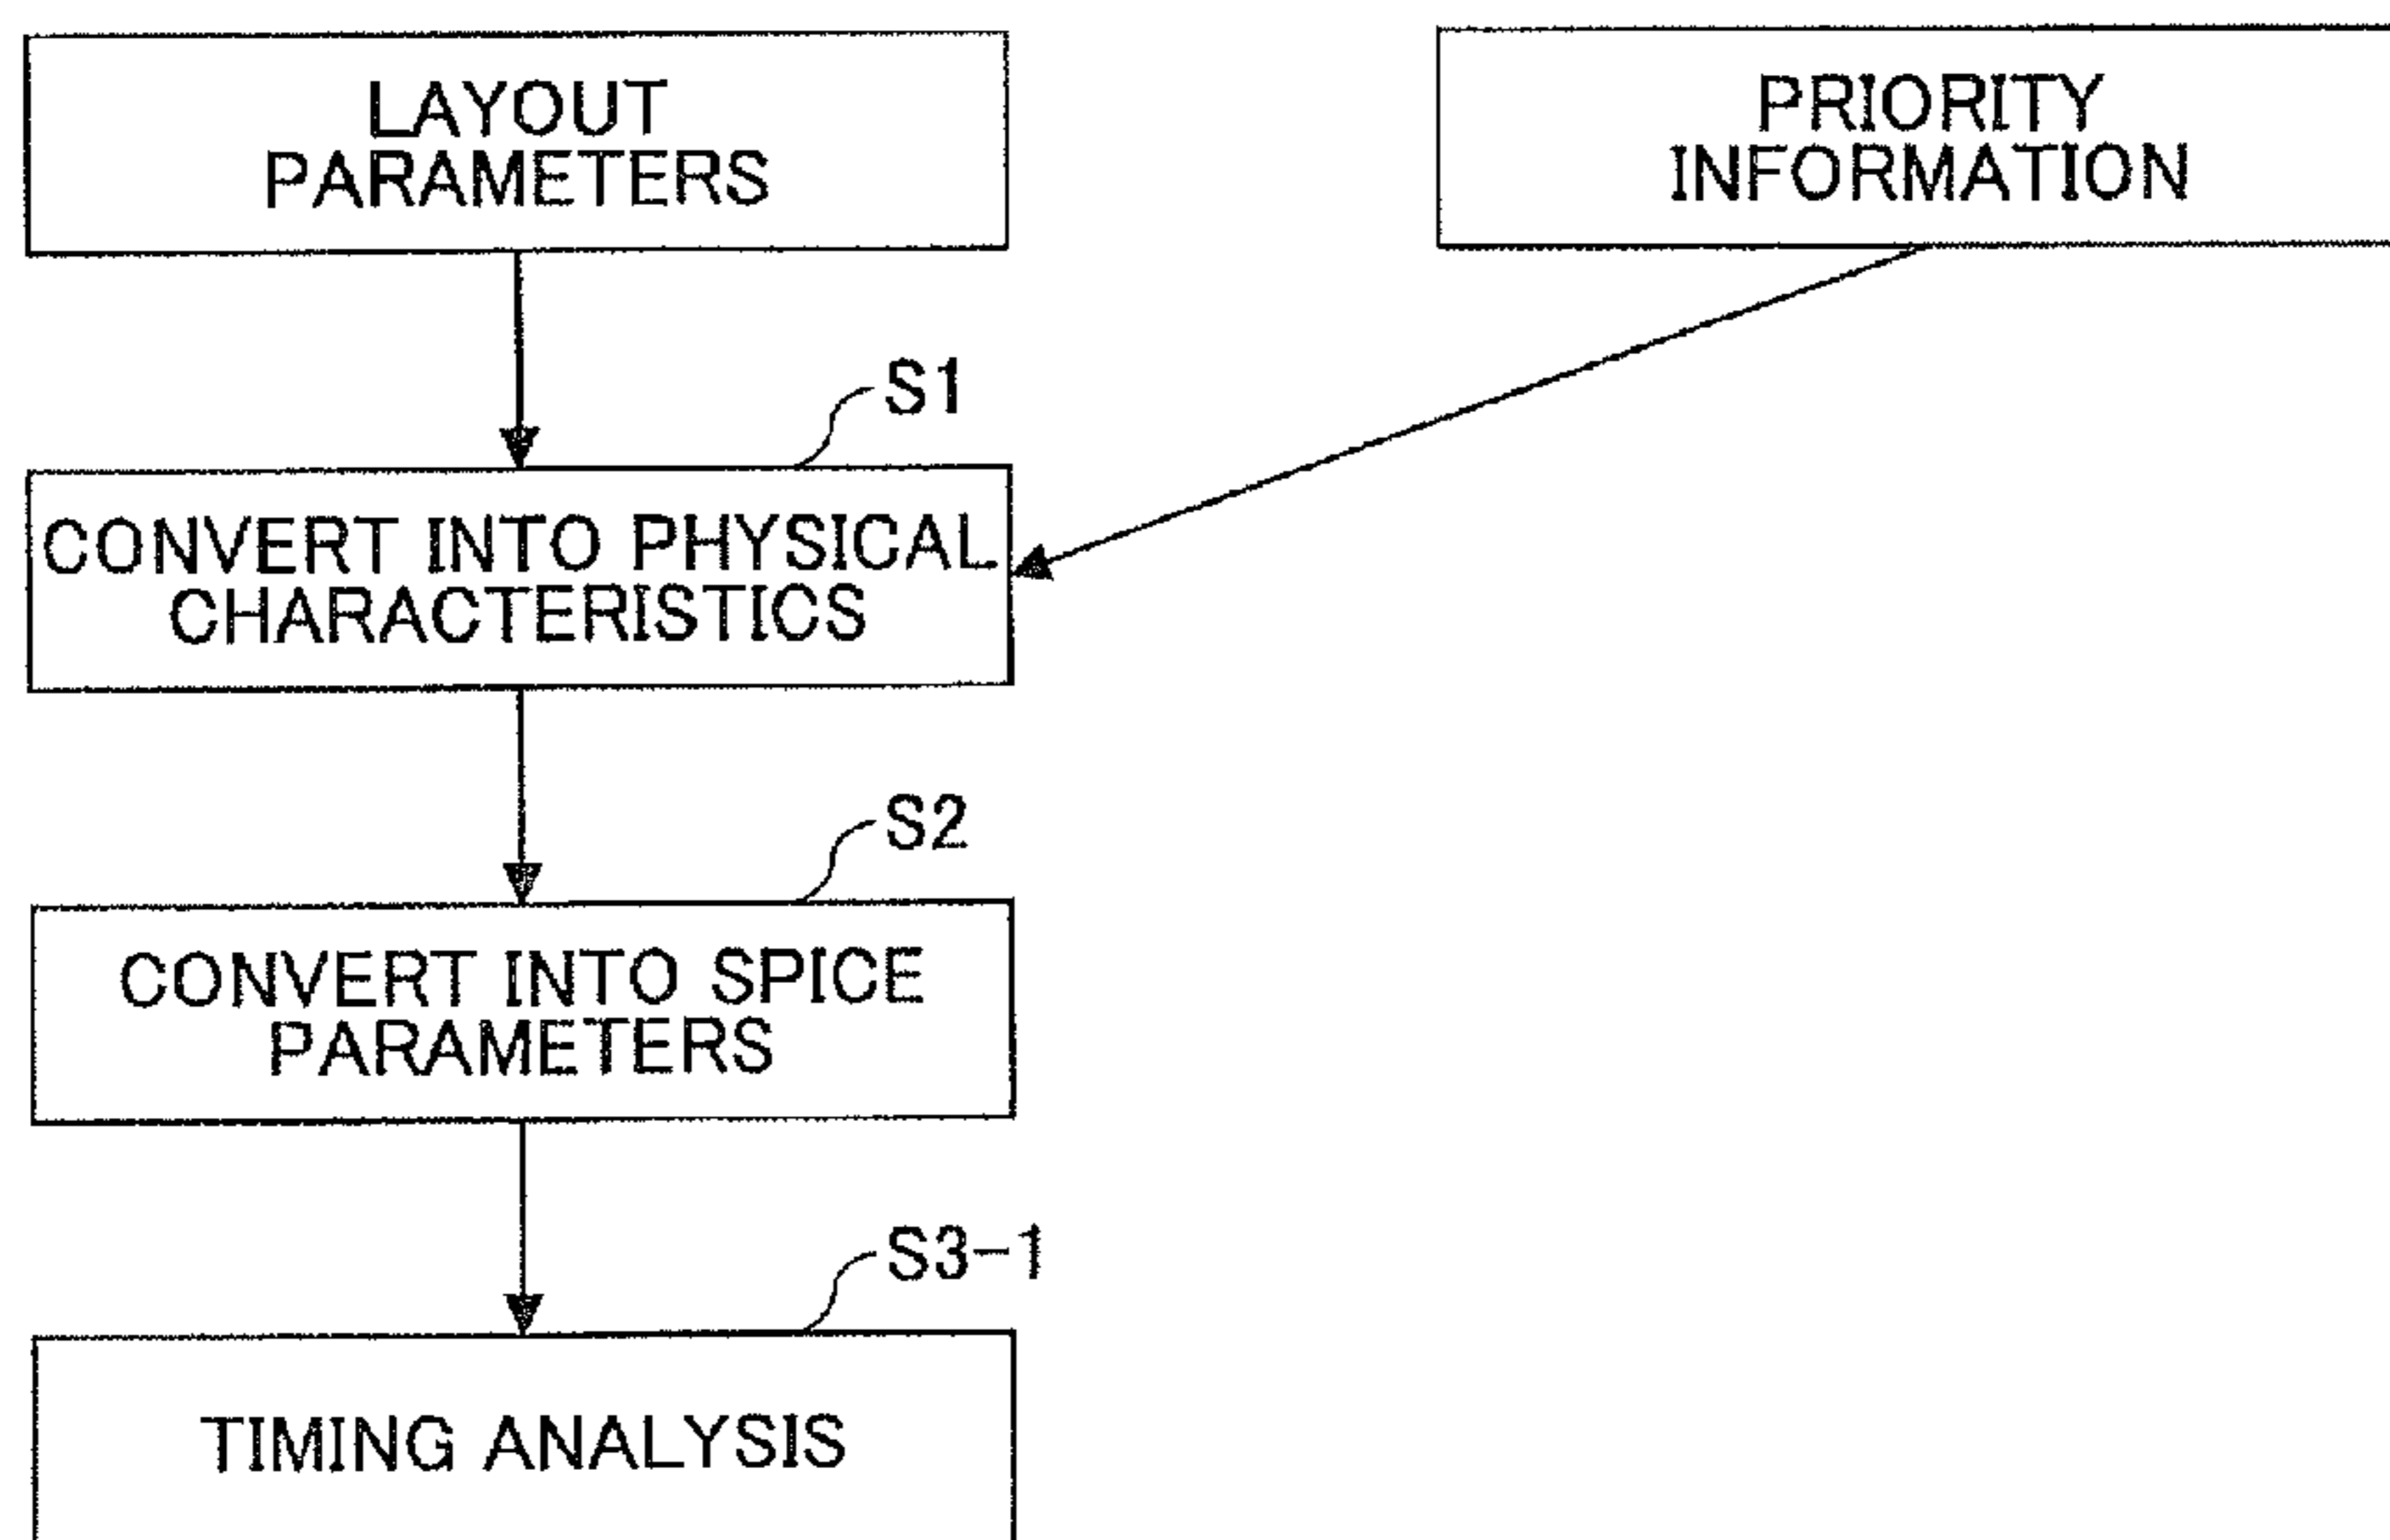 LAYOUT
PARAMETERS
PRIORITY
INFORMATION
S1
CONVERT INTO PHYSICAL
CHARACTERISTICS
S2
CONVERT INTO SPICE
PARAMETERS
S3-1
TIMING ANALYSIS